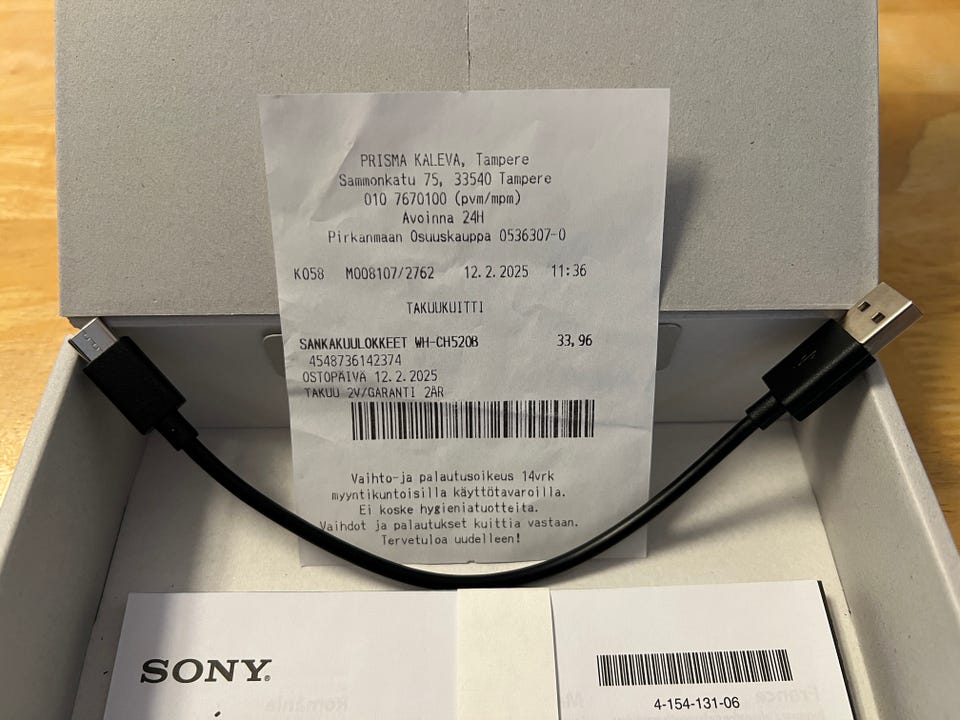 PRISMA KALEVA, Tampere
Sammonkatu 75, 33540 Tampere
010 7670100 (pvm/mpm)
Avoinna 24H
Pirkanmaan Osuuskauppa 0536307-0
K058 M008107/2762 12.2.2025 11:36
TAKUUKUITTI
SANKAKUULOKKEET WH-CH520B 33,96
4548736142374
OSTOPÄIVÄ 12.2.2025
TAKUU 2V/GARANTI 2ÅR
Vaihto-ja palautusoikeus 14vrk
myyntikuntoisilla käyttötavaroilla.
Ei koske hygieniatuotteita.
Vaihdot ja palautukset kuittia vastaan.
Tervetuloa uudelleen!
SONY®
4-154-131-06